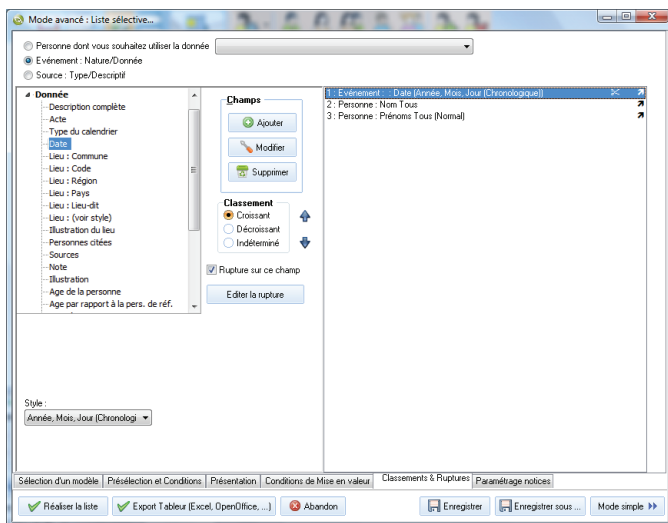 Mode avancé : Liste sélective...
Personne dont vous souhaitez utiliser la donnée
Evénement : Nature/Donnée
Source : Type/Descriptif
Donnée
Description complète
Acte
Type du calendrier
Date
Lieu : Commune
Lieu : Code
Lieu : Région
Lieu : Pays
Lieu : Lieu-dit
Lieu : (voir style)
Illustration du lieu
Personnes citées
Sources
Note
Illustration
Age de la personne
Age par rapport à la pers. de réf.
Style :
Année, Mois, Jour (Chronologi
Champs
Ajouter
Modifier
Supprimer
Classement
Croissant
Décroissant
Indéterminé
Rupture sur ce champ
Editer la rupture
1 : Evénement : : Date (Année, Mois, Jour (Chronologique))
2 : Personne : Nom Tous
3 : Personne : Prénoms Tous (Normal)
Sélection d'un modèle Présélection et Conditions Présentation Conditions de Mise en valeur Classements & Ruptures Paramétrage notices
Réaliser la liste Export Tableur (Excel, OpenOffice, ...) Abandon Enregistrer Enregistrer sous ... Mode simple